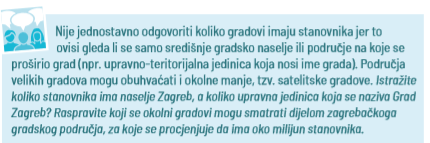 Nije jednostavno odgovoriti koliko gradovi imaju stanovnika jer to
ovisi gleda li se samo središnje gradsko naselje ili područje na koje se
proširio grad (npr. upravno-teritorijalna jedinica koja nosi ime grada). Područja
velikih gradova mogu obuhvaćati i okolne manje, tzv. satelitske gradove. Istražite
koliko stanovnika ima naselje Zagreb, a koliko upravna jedinica koja se naziva Grad
Zagreb? Raspravite koji se okolni gradovi mogu smatrati dijelom zagrebačkoga
gradskog područja, za koje se procjenjuje da ima oko milijun stanovnika.